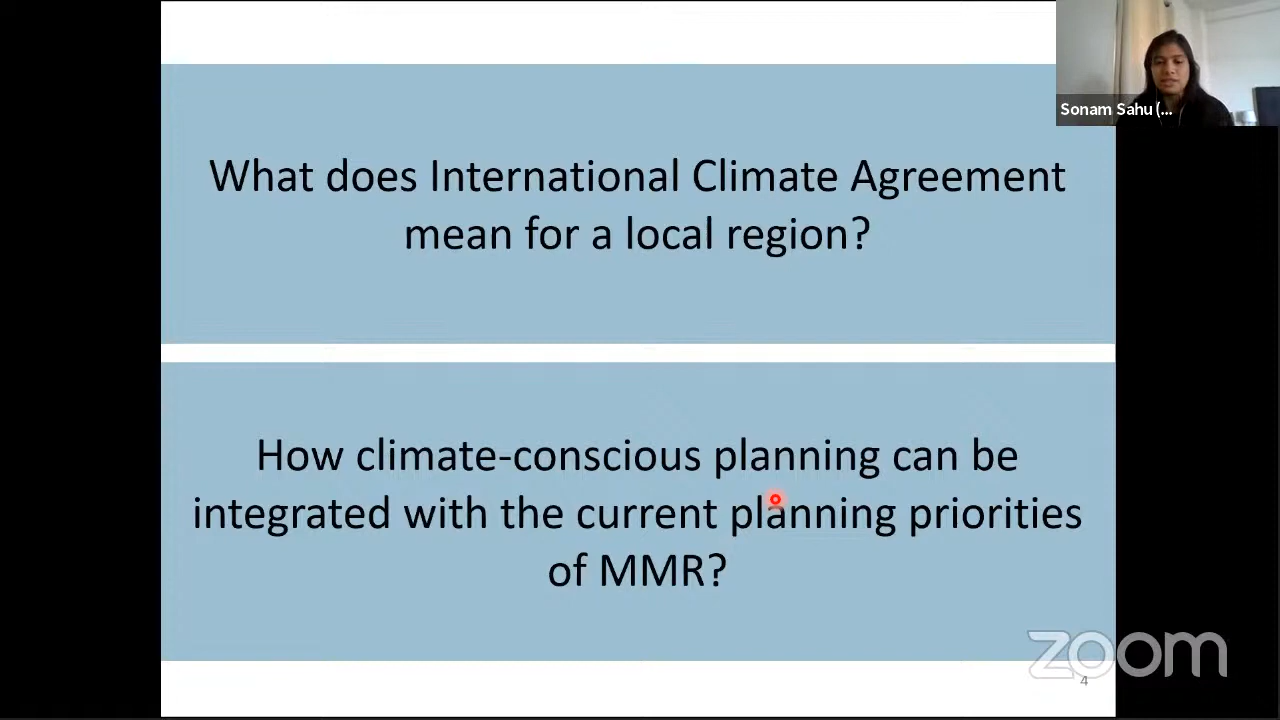 Sonam Sahu (...
What does International Climate Agreement
mean for a local region?
How climate-conscious planning can be
integrated with the current planning priorities
of MMR?
zoom
4